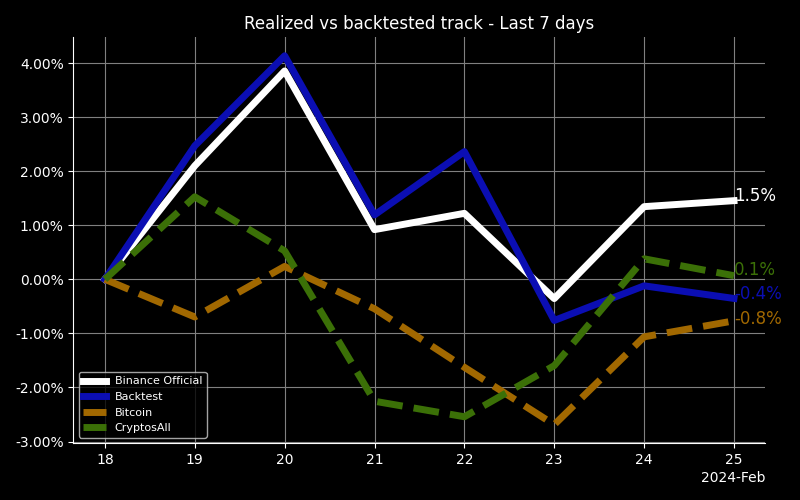 Realized vs backtested track - Last 7 days
4.00%
3.00%
2.00%
1.00%
0.00%
-1.00%
-2.00%
-3.00%
1.5%
0.1%
-0.4%
-0.8%
Binance Official
Backtest
Bitcoin
CryptosAll
18 19 20 21 22 23 24 25
2024-Feb